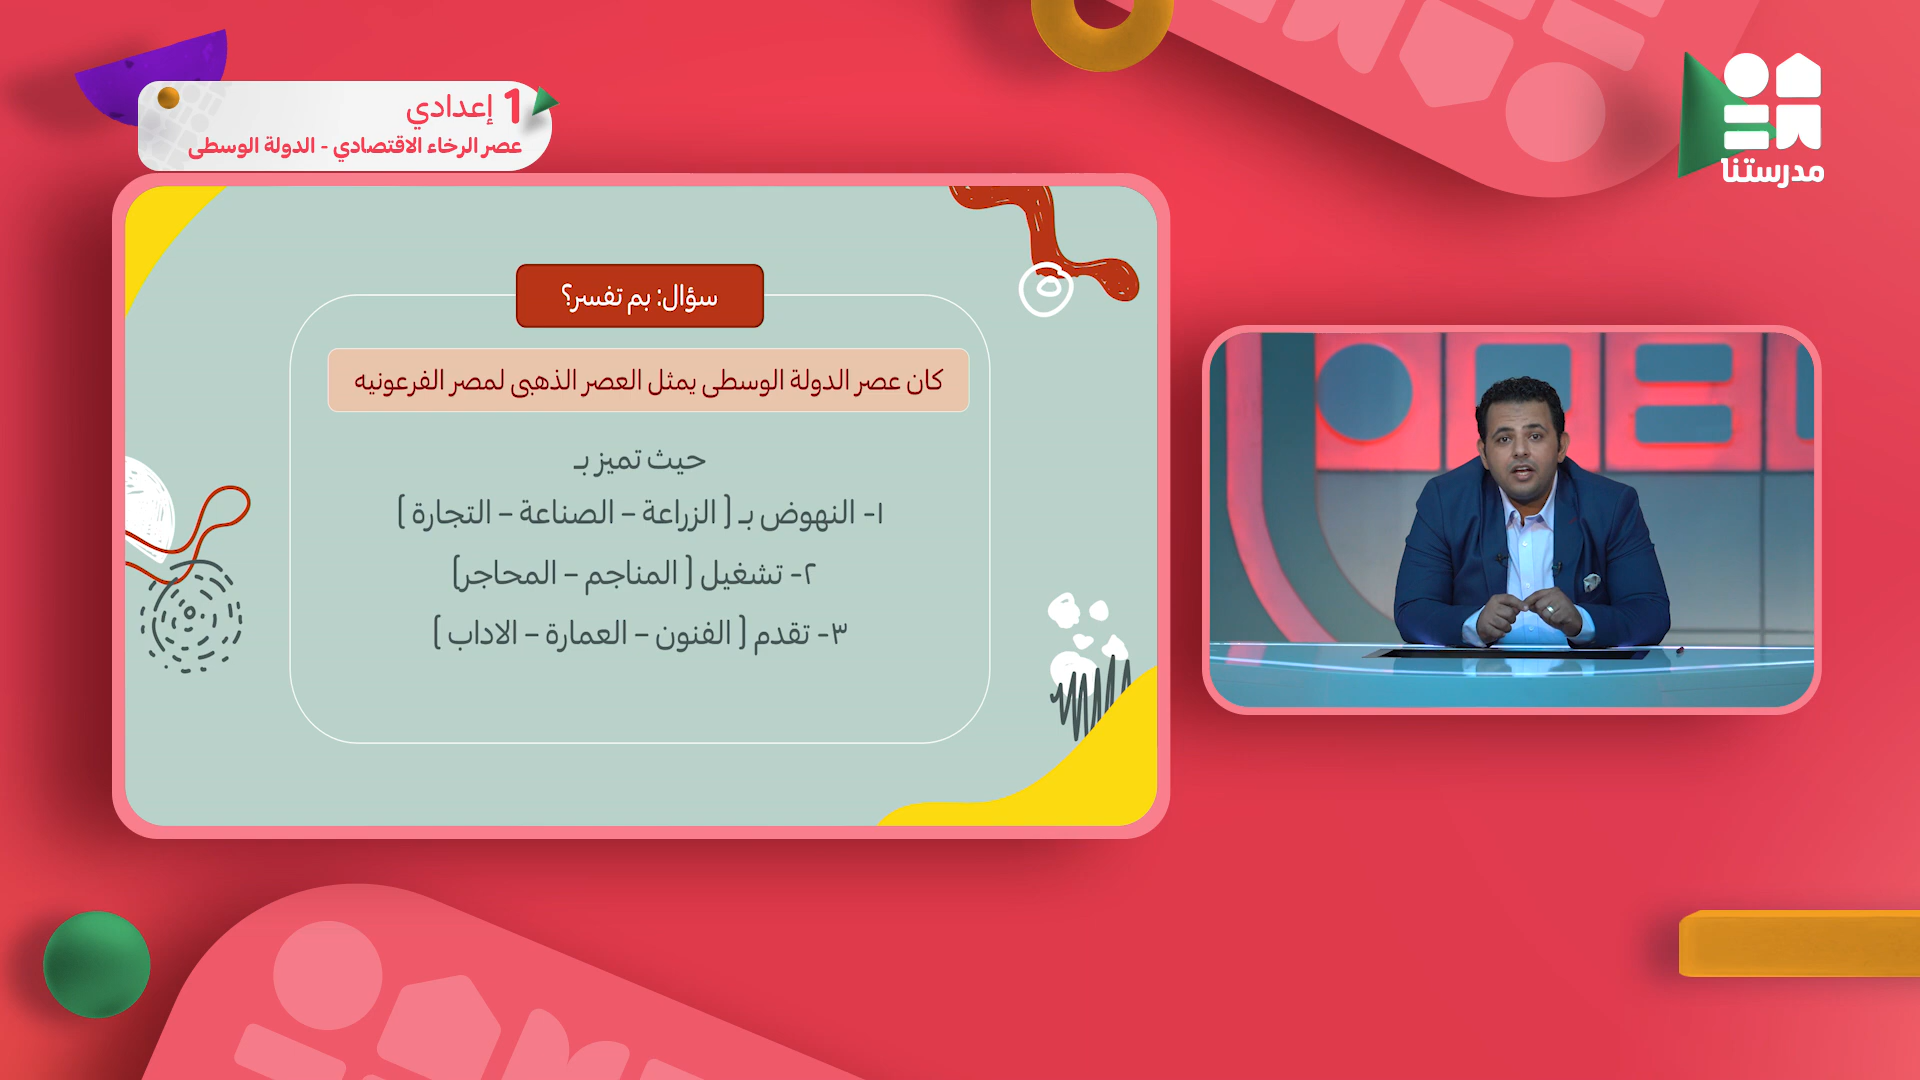 1 إعدادي
عصر الرخاء الاقتصادي - الدولة الوسطى
مدرستنا
سؤال: بم تفسر؟
كان عصر الدولة الوسطى يمثل العصر الذهبى لمصر الفرعونيه
حيث تميز بـ
١- النهوض بـ ( الزراعة – الصناعة – التجارة )
٢- تشغيل ( المناجم – المحاجر)
٣- تقدم ( الفنون – العمارة – الاداب )